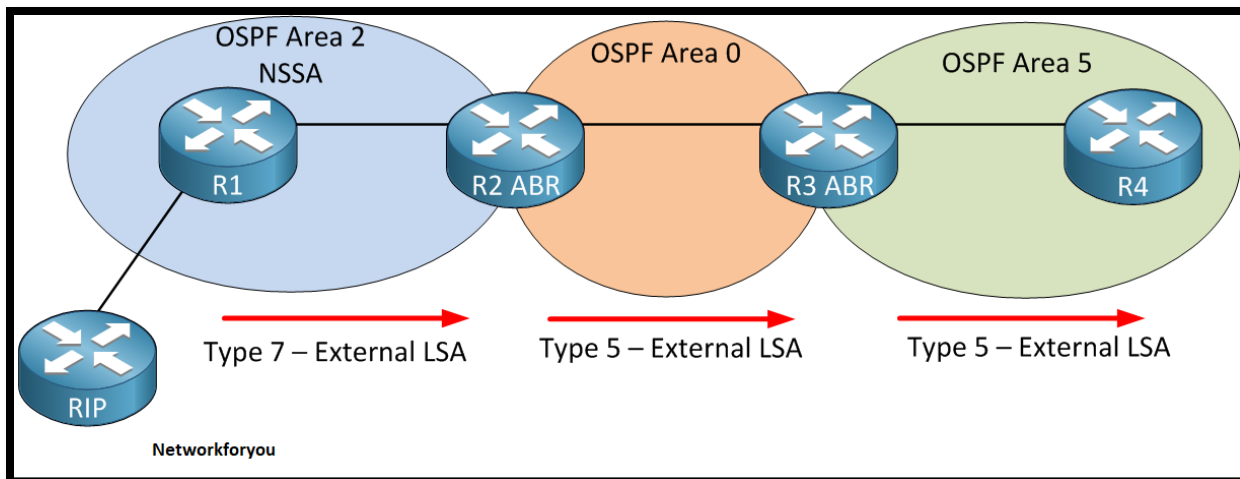 OSPF Area 2
NSSA
OSPF Area 0
OSPF Area 5
R1
R2 ABR
R3 ABR
R4
Type 7 – External LSA
Type 5 – External LSA
Type 5 – External LSA
RIP
Networkforyou